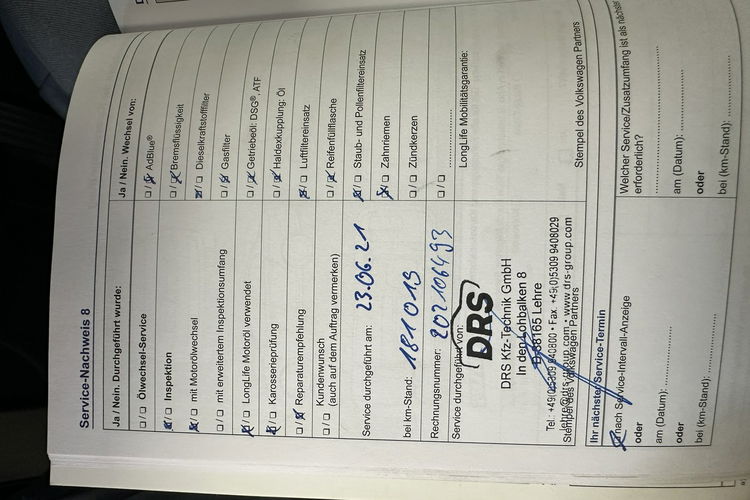 Service-Nachweis 8
Ja / Nein. Durchgeführt wurde:
Ölwechsel-Service
Inspektion
mit Motorölwechsel
mit erweitertem Inspektionsumfang
LongLife Motoröl verwendet
Karosserieprüfung
Reparaturempfehlung
Kundenwunsch
(auch auf dem Auftrag vermerken)
Service durchgeführt am: 23.06.21
bei km-Stand: 181013
Rechnungsnummer: 202106493
Service durchgeführt von:
DRS
DRS Kfz-Technik GmbH
In den Lohbalken 8
38165 Lehre
Tel.: +49(0)5309 940800 • Fax. +49(0)5309 9408029
lehre@drs-group.com • www.drs-group.com
Stempel des Volkswagen Partners
Ja / Nein. Wechsel von:
AdBlue®
Bremsflüssigkeit
Dieselkraftstofffilter
Gasfilter
Getriebeöl: DSG®, ATF
Haldexkupplung: Öl
Luftfiltereinsatz
Reifenfüllflasche
Staub- und Pollenfiltereinsatz
Zahnriemen
Zündkerzen
LongLife Mobilitätsgarantie:
Stempel des Volkswagen Partners
Ihr nächster Service-Termin
nach Service-Intervall-Anzeige
oder
am (Datum):
oder
bei (km-Stand):
Welcher Service/Zusatzumfang ist als nächstes
erforderlich?
am (Datum):
oder
bei (km-Stand):